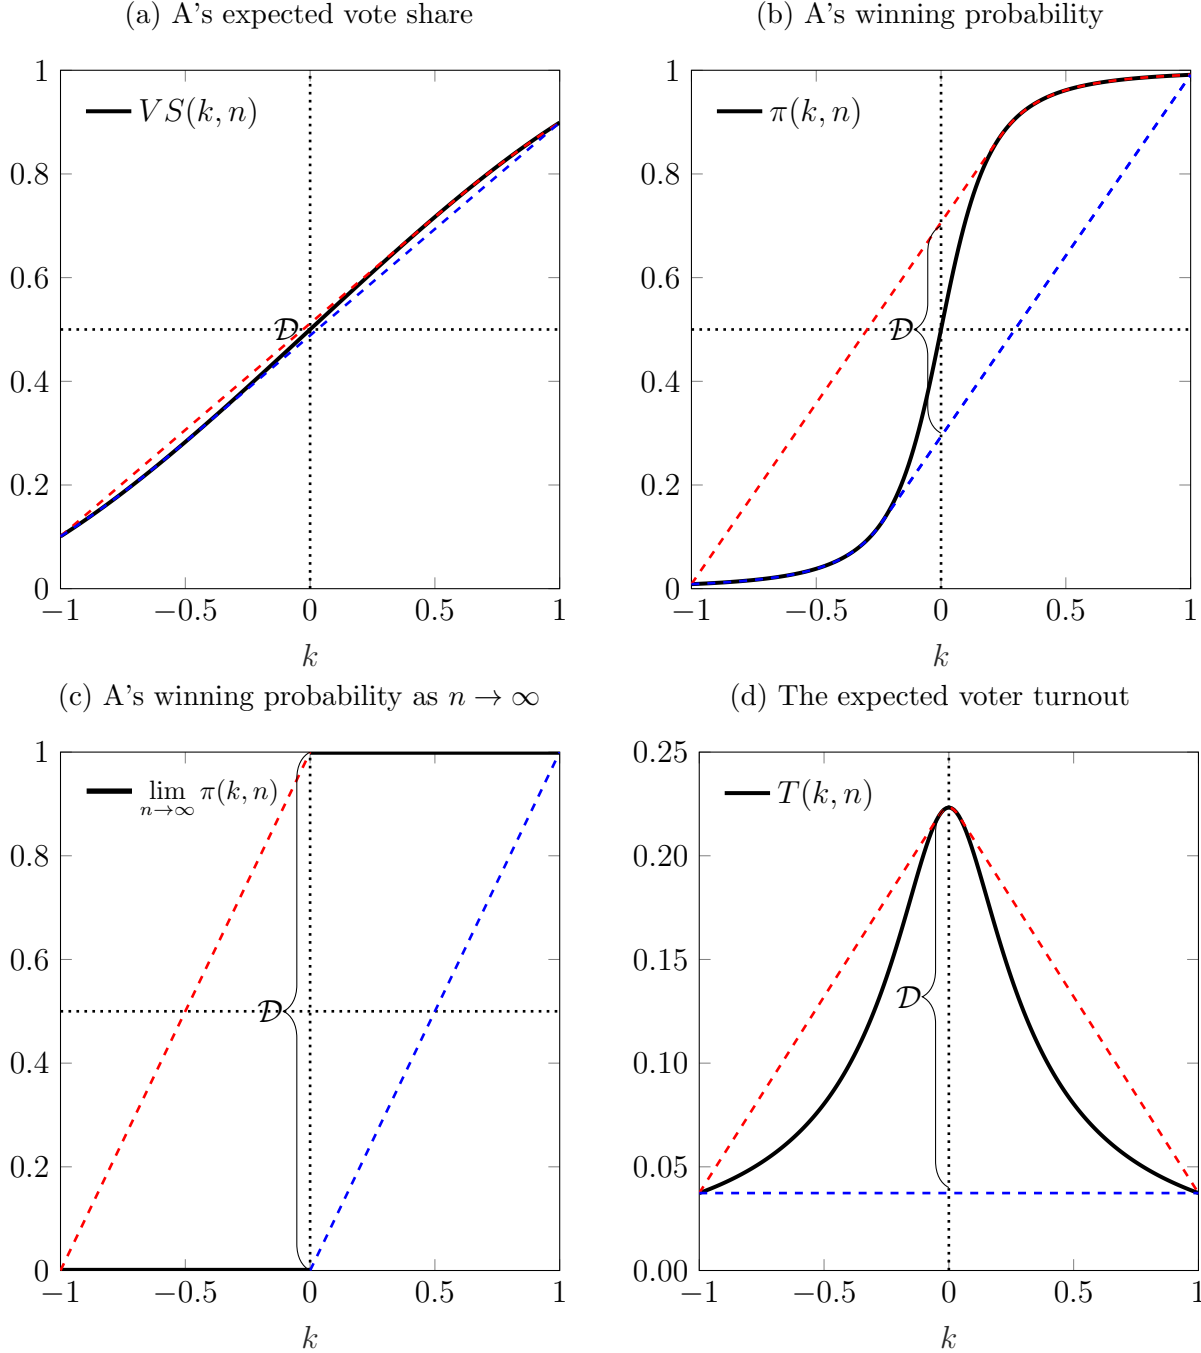 (a) A's expected vote share
1
0.8
0.6
0.4
0.2
0
−1
−0.5
0
0.5
1
k
VS(k, n)
𝒟
(b) A's winning probability
1
0.8
0.6
0.4
0.2
0
−1
−0.5
0
0.5
1
k
π(k, n)
𝒟
(c) A's winning probability as n → ∞
1
0.8
0.6
0.4
0.2
0
−1
−0.5
0
0.5
1
k
lim π(k, n)
n→∞
𝒟
(d) The expected voter turnout
0.25
0.20
0.15
0.10
0.05
0.00
−1
−0.5
0
0.5
1
k
T(k, n)
𝒟